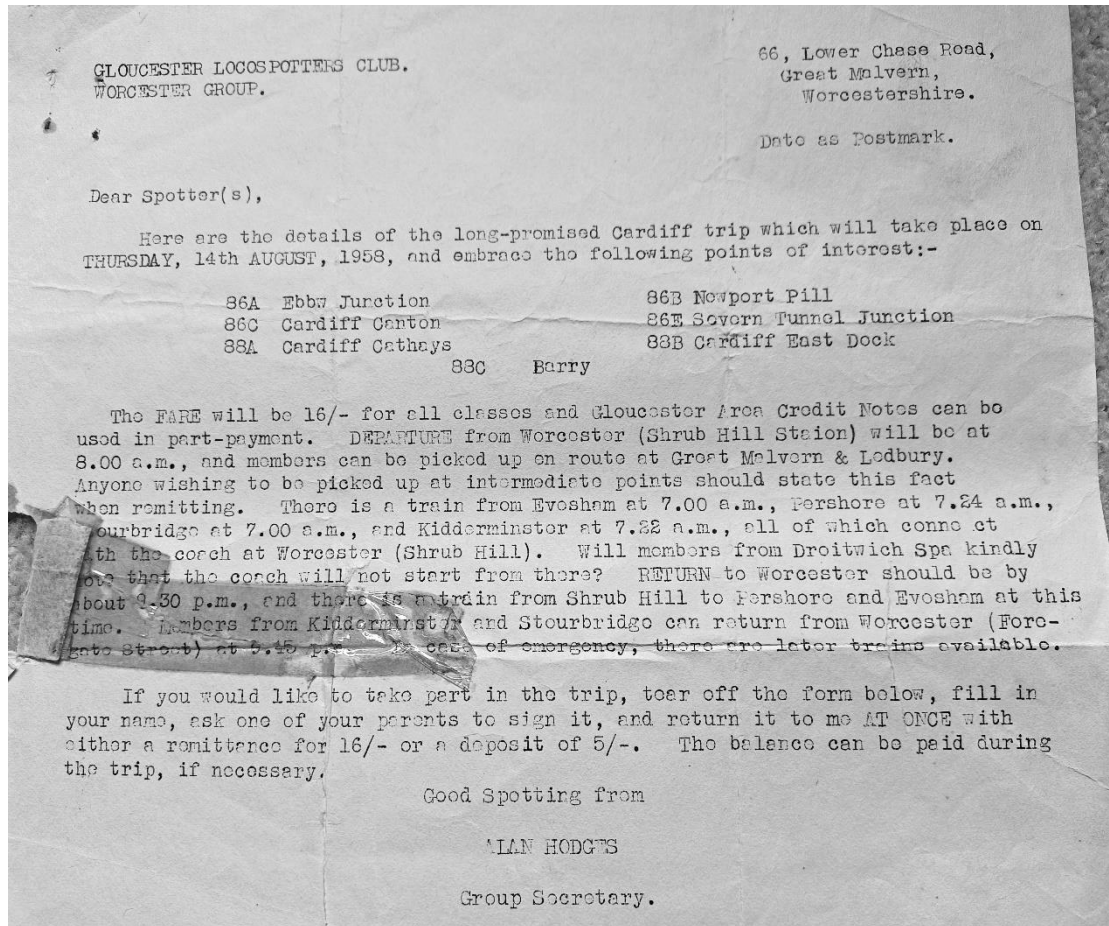 GLOUCESTER LOCOSPOTTERS CLUB.
WORCESTER GROUP.
66, Lower Chase Road,
Great Malvern,
Worcestershire.
Date as Postmark.
Dear Spotter(s),
Here are the details of the long-promised Cardiff trip which will take place on
THURSDAY, 14th AUGUST, 1958, and embrace the following points of interest:-
86A Ebbw Junction 86B Newport Pill
86C Cardiff Canton 86E Severn Tunnel Junction
88A Cardiff Cathays 88B Cardiff East Dock
88C Barry
The FARE will be 16/- for all classes and Gloucester Area Credit Notes can be
used in part-payment. DEPARTURE from Worcester (Shrub Hill Staion) will be at
8.00 a.m., and members can be picked up en route at Great Malvern & Ledbury.
Anyone wishing to be picked up at intermediate points should state this fact
when remitting. There is a train from Evesham at 7.00 a.m., Pershore at 7.24 a.m.,
ourbridge at 7.00 a.m., and Kidderminster at 7.22 a.m., all of which conne ct
ith the coach at Worcester (Shrub Hill). Will members from Droitwich Spa kindly
note that the coach will not start from there? RETURN to Worcester should be by
about 9.30 p.m., and there is a train from Shrub Hill to Pershore and Evesham at this
time. Members from Kidderminster and Stourbridge can return from Worcester (Fore-
gate Street) at p.m. In case of emergency, there are later trains available.
If you would like to take part in the trip, tear off the form below, fill in
your name, ask one of your parents to sign it, and return it to me AT ONCE with
either a remittance for 16/- or a deposit of 5/-. The balance can be paid during
the trip, if necessary.
Good Spotting from
ALAN HODGES
Group Secretary.